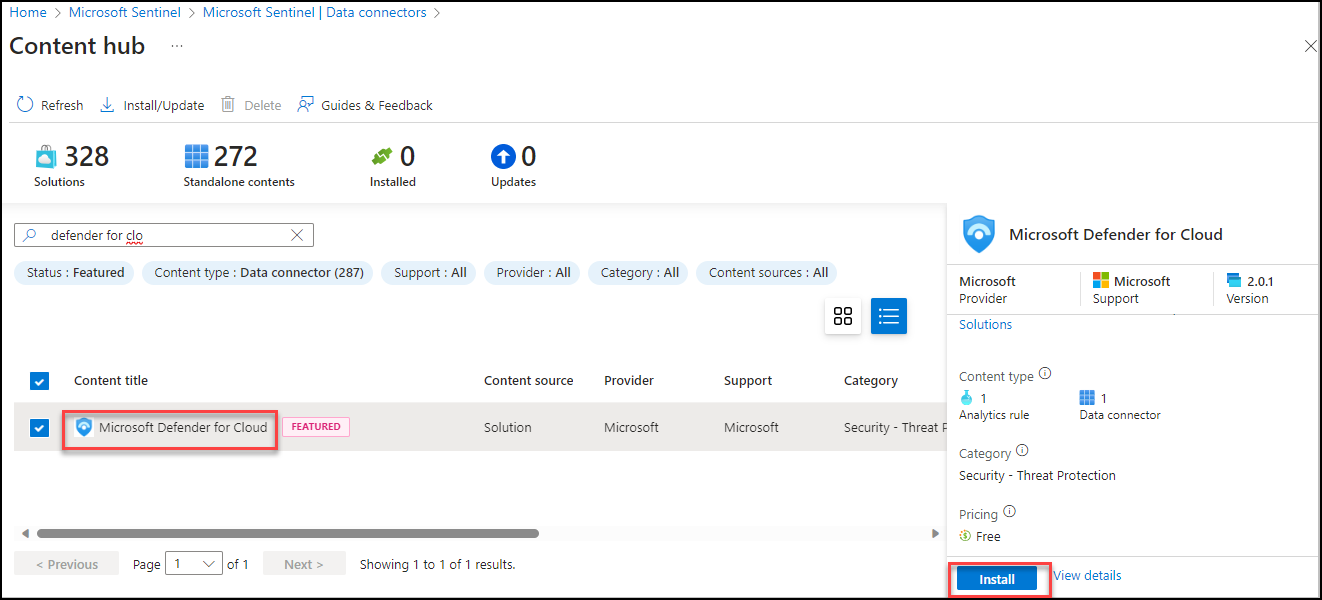 Home > Microsoft Sentinel > Microsoft Sentinel | Data connectors >
Content hub ...
Refresh Install/Update Delete Guides & Feedback
328 272 0 0
Solutions Standalone contents Installed Updates
defender for clo
Status : Featured Content type : Data connector (287) Support : All Provider : All Category : All Content sources : All
Content title Content source Provider Support Category
Microsoft Defender for Cloud FEATURED Solution Microsoft Microsoft Security - Threat P
< Previous Page 1 of 1 Next > Showing 1 to 1 of 1 results.
Microsoft Defender for Cloud
Microsoft Microsoft 2.0.1
Provider Support Version
Solutions
Content type
1 1
Analytics rule Data connector
Category
Security - Threat Protection
Pricing
Free
Install View details